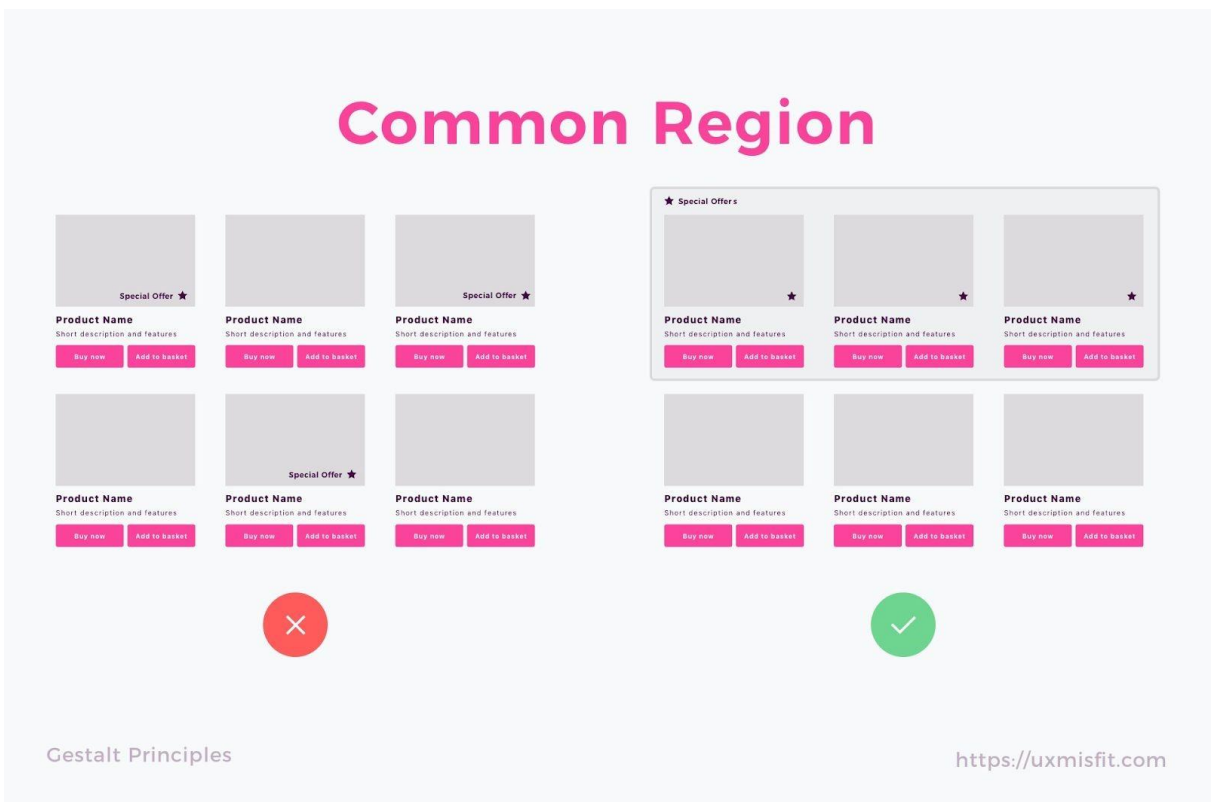 Common Region
Special Offer
Special Offer
Product Name
Short description and features
Buy now
Add to basket
Product Name
Short description and features
Buy now
Add to basket
Product Name
Short description and features
Buy now
Add to basket
Special Offer
Product Name
Short description and features
Buy now
Add to basket
Product Name
Short description and features
Buy now
Add to basket
Product Name
Short description and features
Buy now
Add to basket
Special Offers
Product Name
Short description and features
Buy now
Add to basket
Product Name
Short description and features
Buy now
Add to basket
Product Name
Short description and features
Buy now
Add to basket
Product Name
Short description and features
Buy now
Add to basket
Product Name
Short description and features
Buy now
Add to basket
Product Name
Short description and features
Buy now
Add to basket
Gestalt Principles
https://uxmisfit.com